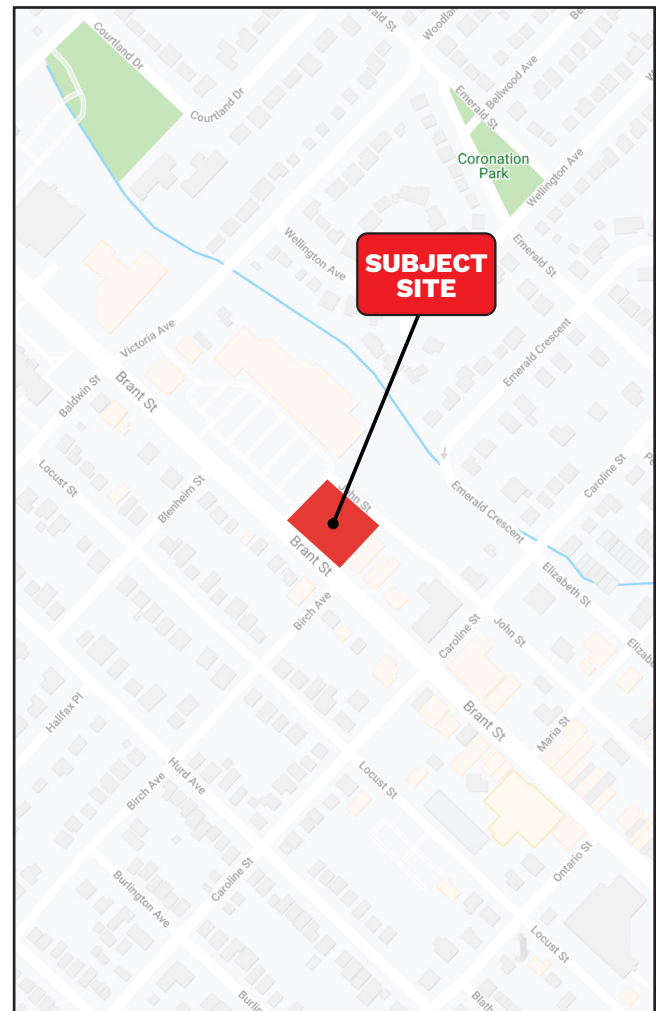 Courtland Dr
Emerald St
Courtland Dr
Bellwood Ave
Emerald St
Coronation
Park
Wellington Ave
Wellington Ave
Emerald St
SUBJECT
SITE
Victoria Ave
Emerald Crescent
Brant St
Baldwin St
Locust St
Blenheim St
John St
Caroline St
Emerald Crescent
Brant St
Elizabeth St
Birch Ave
Caroline St
John St
Halifax Pl
Brant St
Maria St
Hurd Ave
Birch Ave
Locust St
Caroline St
Ontario St
Burlington Ave
Locust St